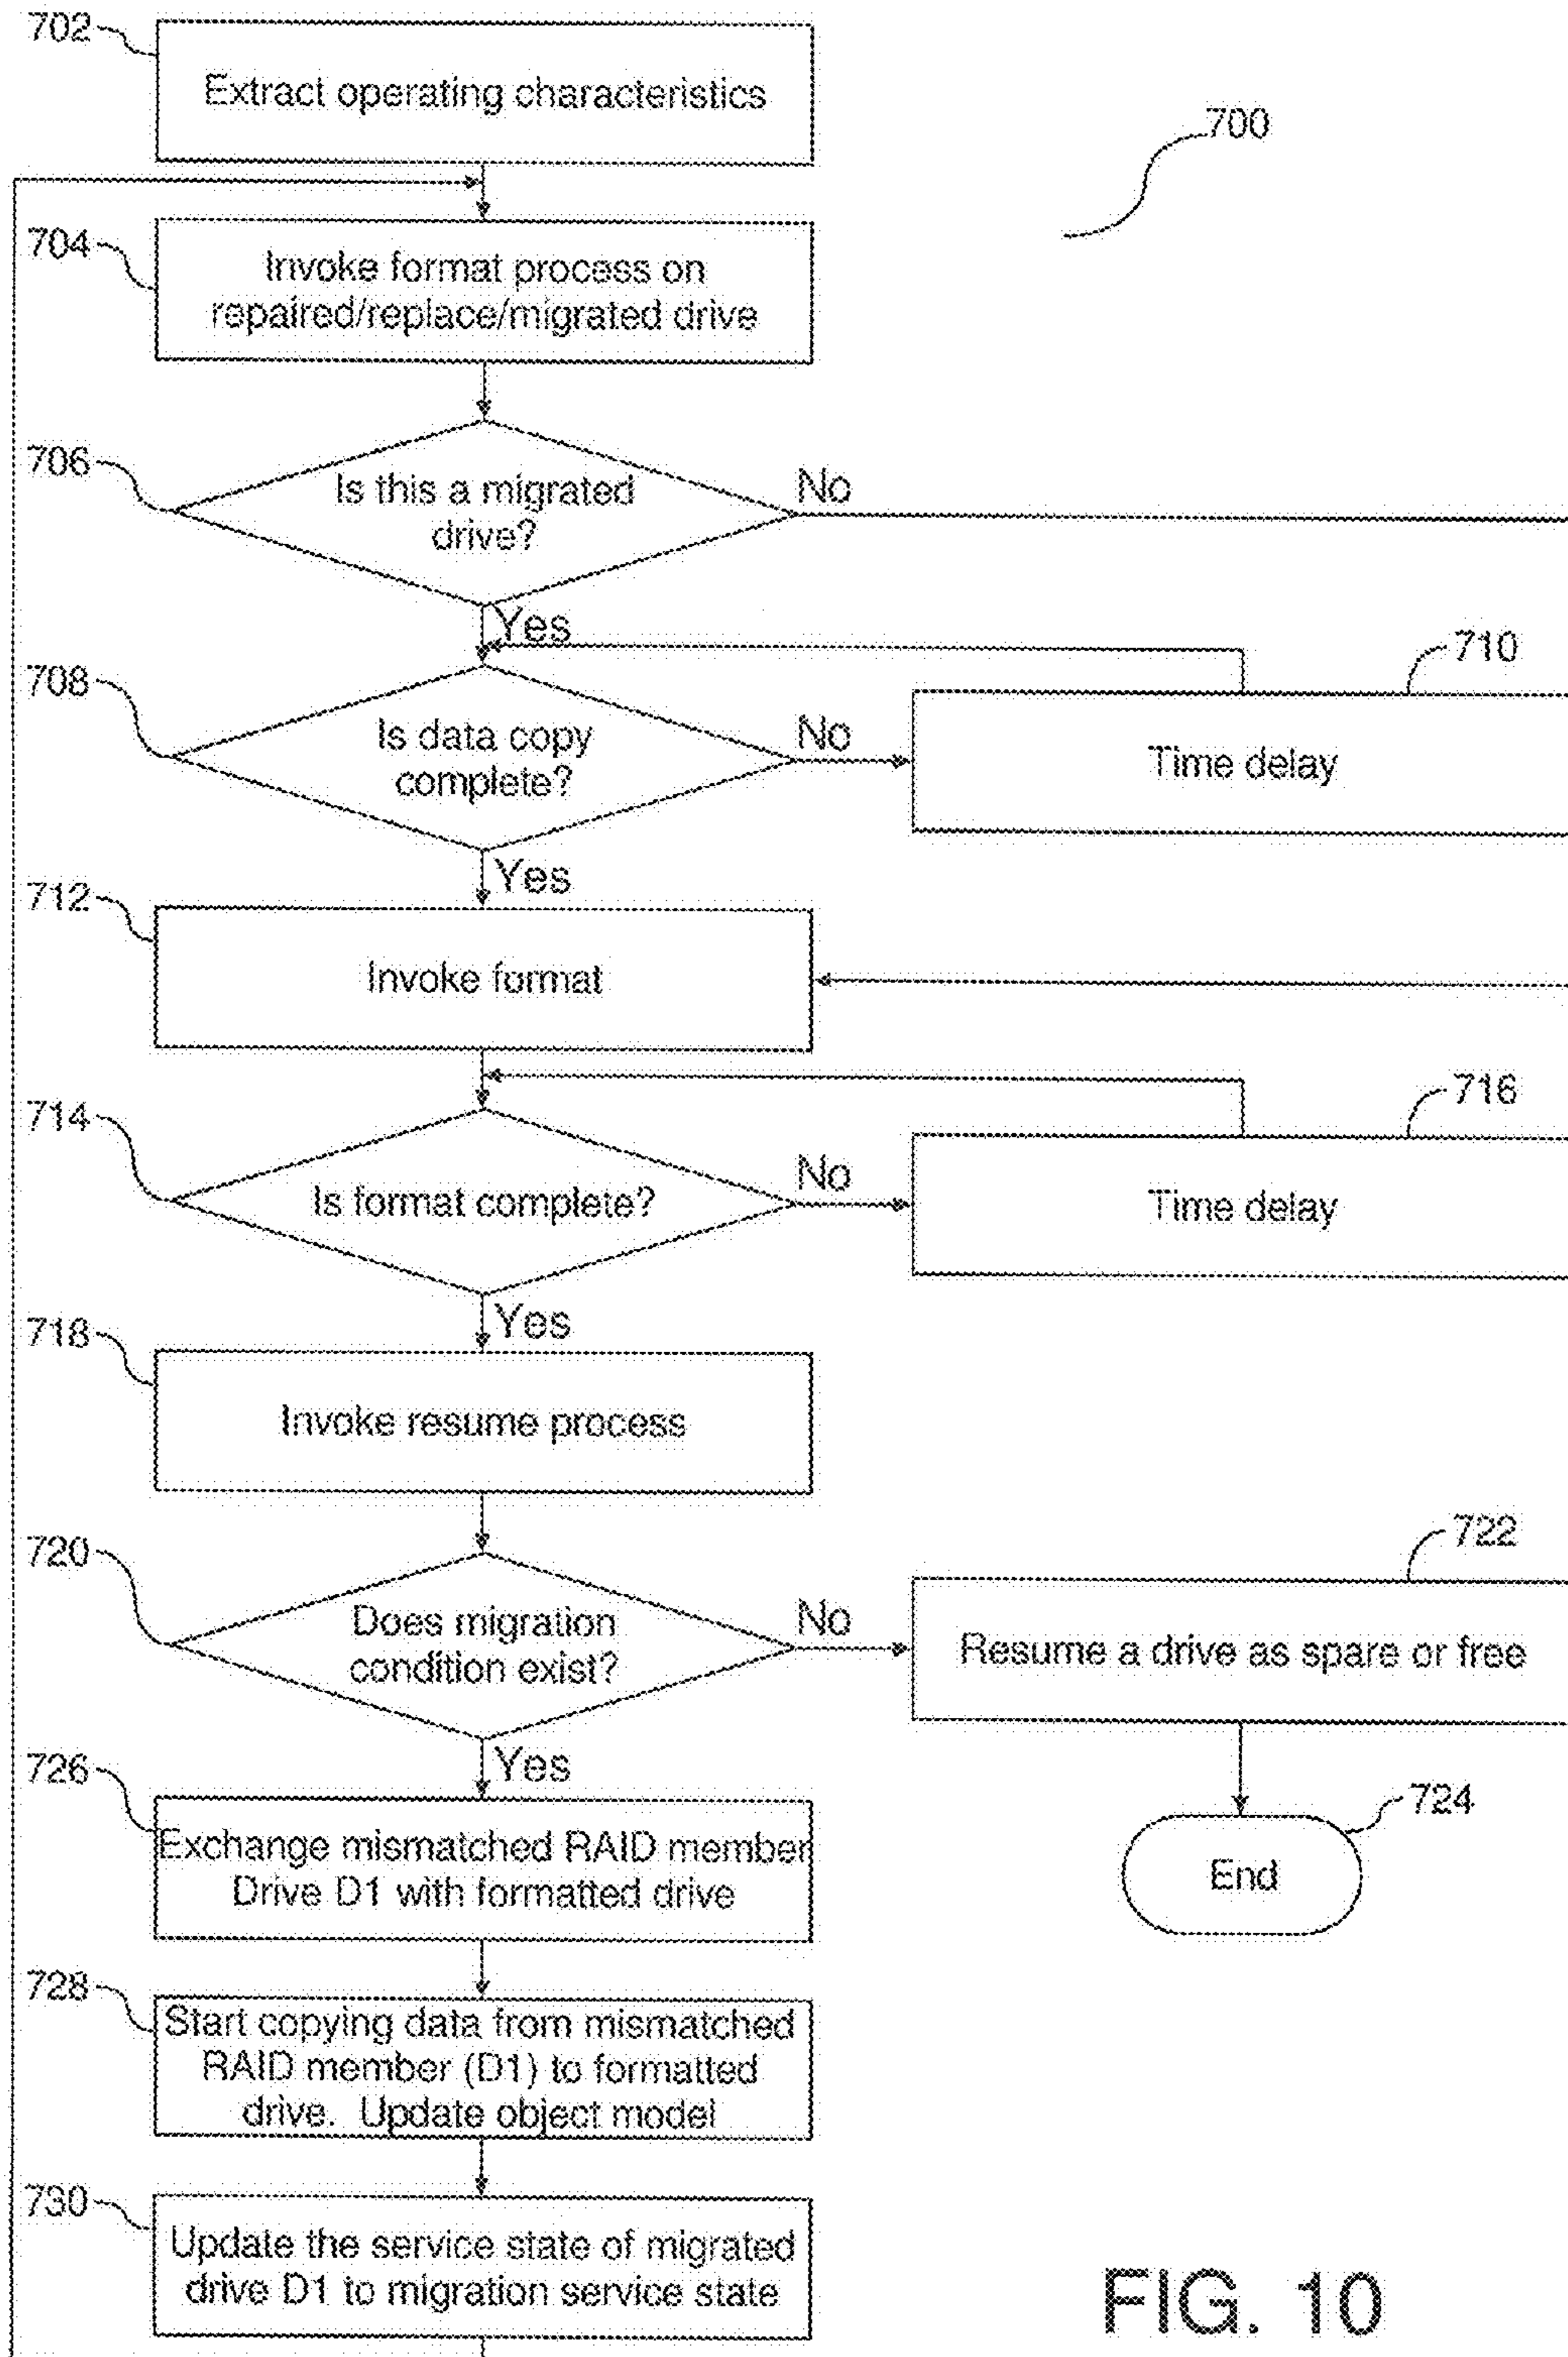 702
Extract operating characteristics
700
704
Invoke format process on
repaired/replace/migrated drive
706
Is this a migrated
drive?
No
Yes
708
Is data copy
complete?
No
710
Time delay
Yes
712
Invoke format
714
Is format complete?
No
716
Time delay
Yes
718
Invoke resume process
720
Does migration
condition exist?
No
722
Resume a drive as spare or free
Yes
724
End
726
Exchange mismatched RAID member
Drive D1 with formatted drive
728
Start copying data from mismatched
RAID member (D1) to formatted
drive. Update object model
730
Update the service state of migrated
drive D1 to migration service state
FIG. 10